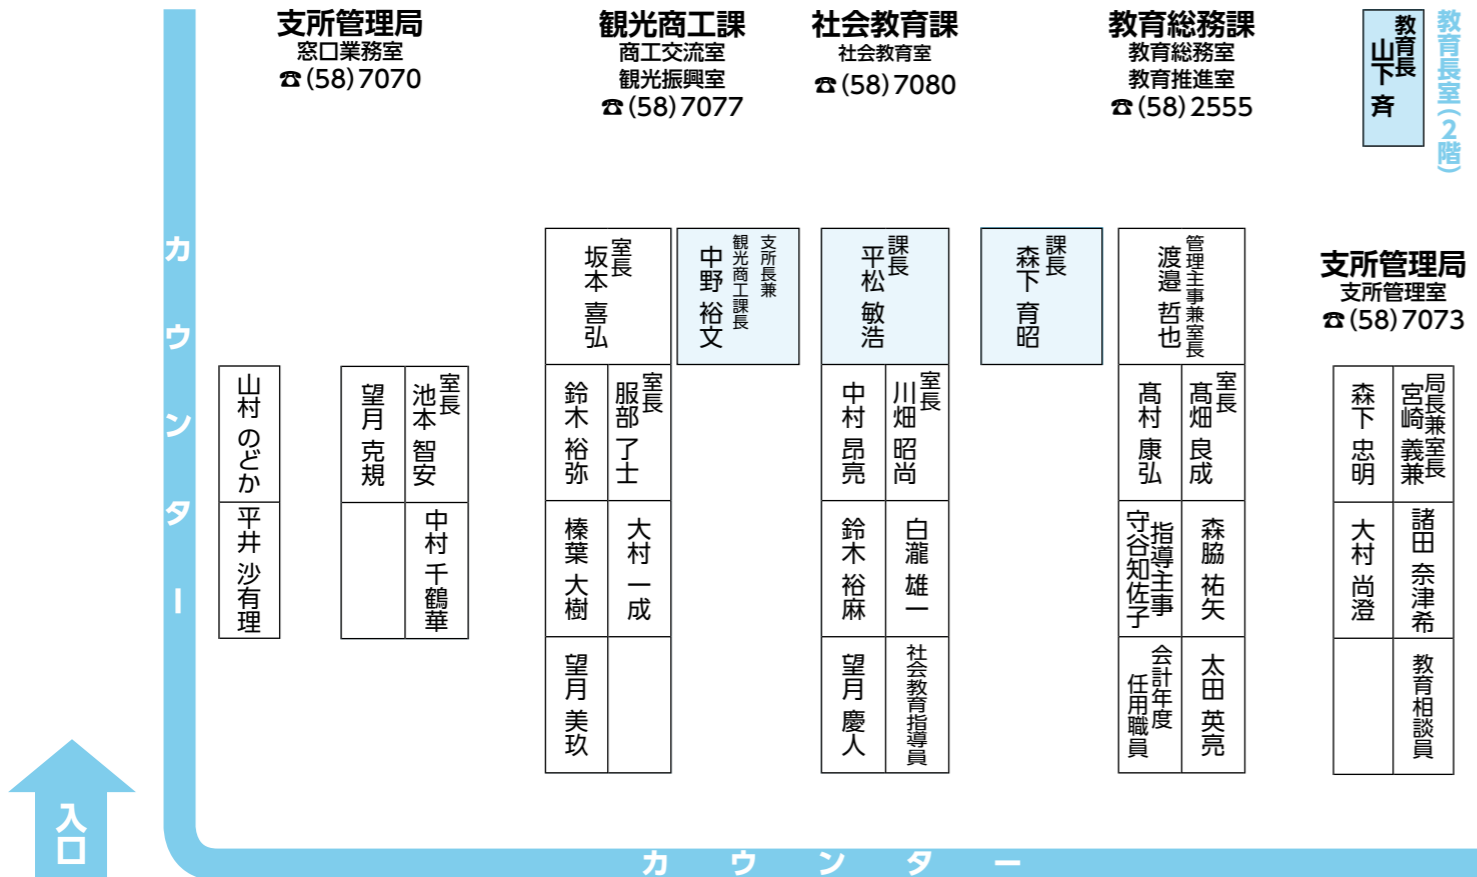 支所管理局
窓口業務室
☎(58)7070
観光商工課
商工交流室
観光振興室
☎(58)7077
社会教育課
社会教育室
☎(58)7080
教育総務課
教育総務室
教育推進室
☎(58)2555
教育長室(2階)
教育長
山下 斉
カウンター
支所管理局
支所管理室
☎(58)7073
山村 のどか
平井 沙有理
室長
池本 智安
望月 克規
中村 千鶴華
室長
坂本 喜弘
支所長兼
観光商工課長
中野 裕文
室長
服部 了士
鈴木 裕弥
大村 一成
榛葉 大樹
望月 美玖
課長
平松 敏浩
室長
川畑 昭尚
中村 昂亮
白瀧 雄一
鈴木 裕麻
社会教育指導員
望月 慶人
課長
森下 育昭
管理主事兼室長
渡邉 哲也
室長
髙畑 良成
髙村 康弘
森脇 祐矢
指導主事
守谷知佐子
太田 英亮
会計年度
任用職員
局長兼室長
宮崎 義兼
森下 忠明
諸田 奈津希
大村 尚澄
教育相談員
入口
カウンター